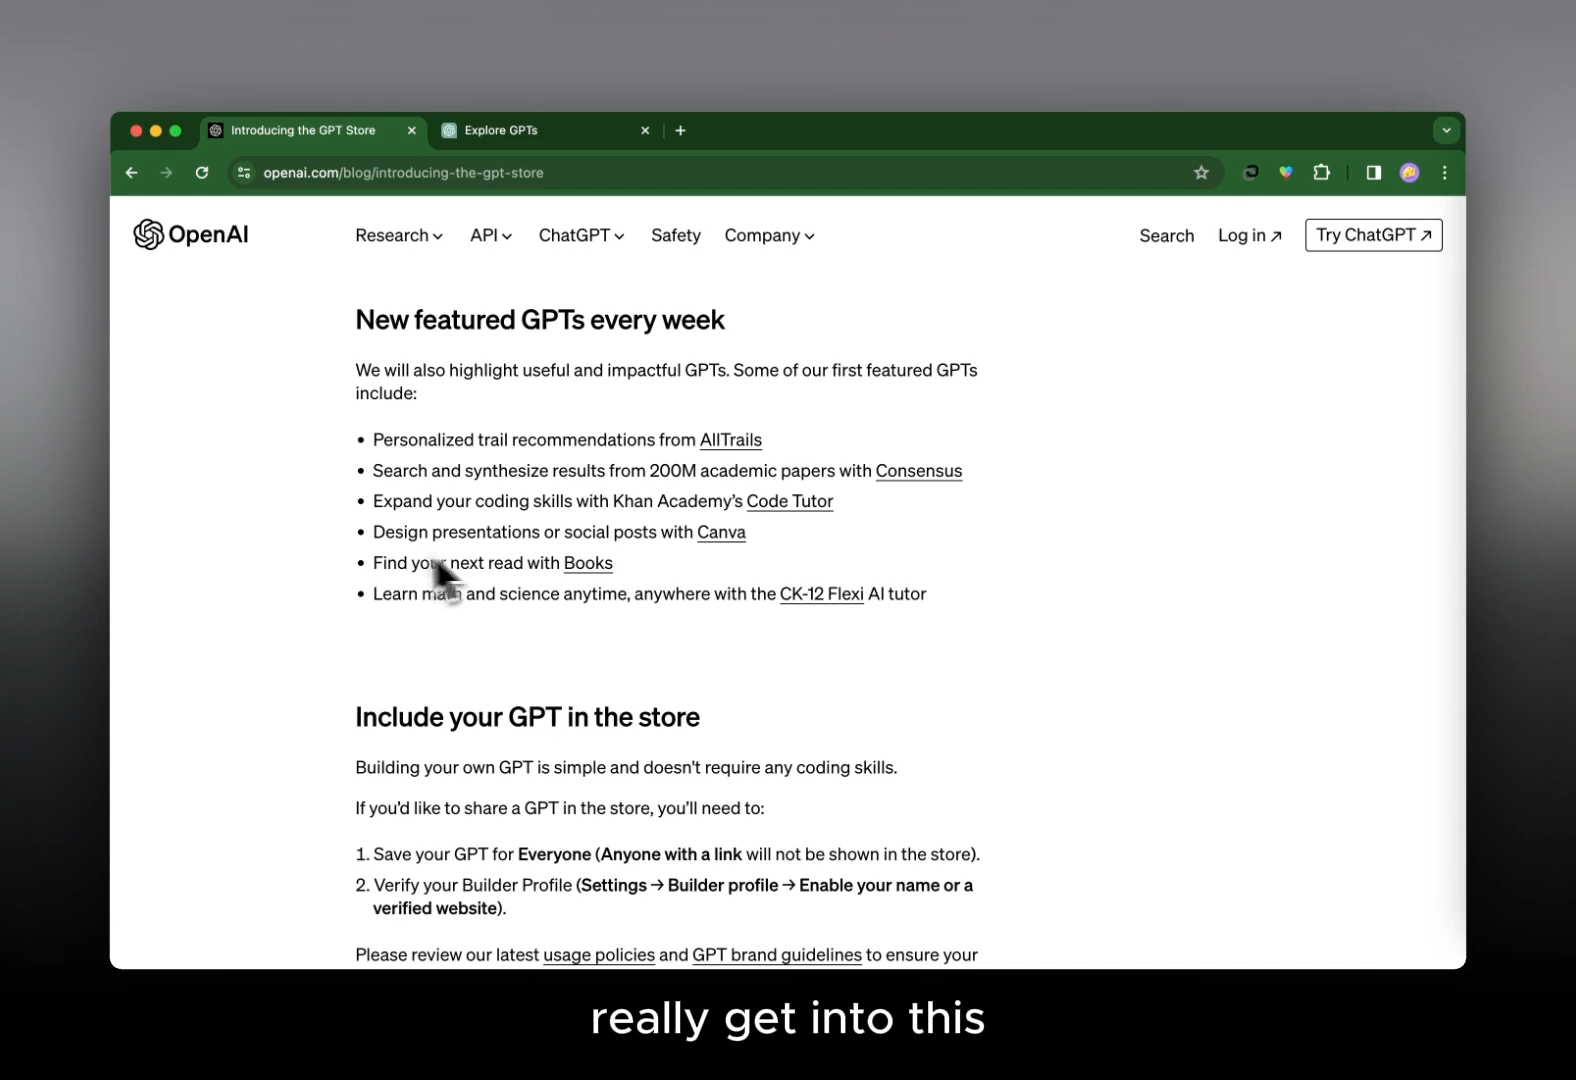 Introducing the GPT Store
Explore GPTs
openai.com/blog/introducing-the-gpt-store
OpenAI
Research
API
ChatGPT
Safety
Company
Search
Log in ↗
Try ChatGPT ↗
New featured GPTs every week
We will also highlight useful and impactful GPTs. Some of our first featured GPTs
include:
• Personalized trail recommendations from AllTrails
• Search and synthesize results from 200M academic papers with Consensus
• Expand your coding skills with Khan Academy’s Code Tutor
• Design presentations or social posts with Canva
• Find your next read with Books
• Learn math and science anytime, anywhere with the CK-12 Flexi AI tutor
Include your GPT in the store
Building your own GPT is simple and doesn't require any coding skills.
If you’d like to share a GPT in the store, you’ll need to:
1. Save your GPT for Everyone (Anyone with a link will not be shown in the store).
2. Verify your Builder Profile (Settings → Builder profile → Enable your name or a
verified website).
Please review our latest usage policies and GPT brand guidelines to ensure your
really get into this